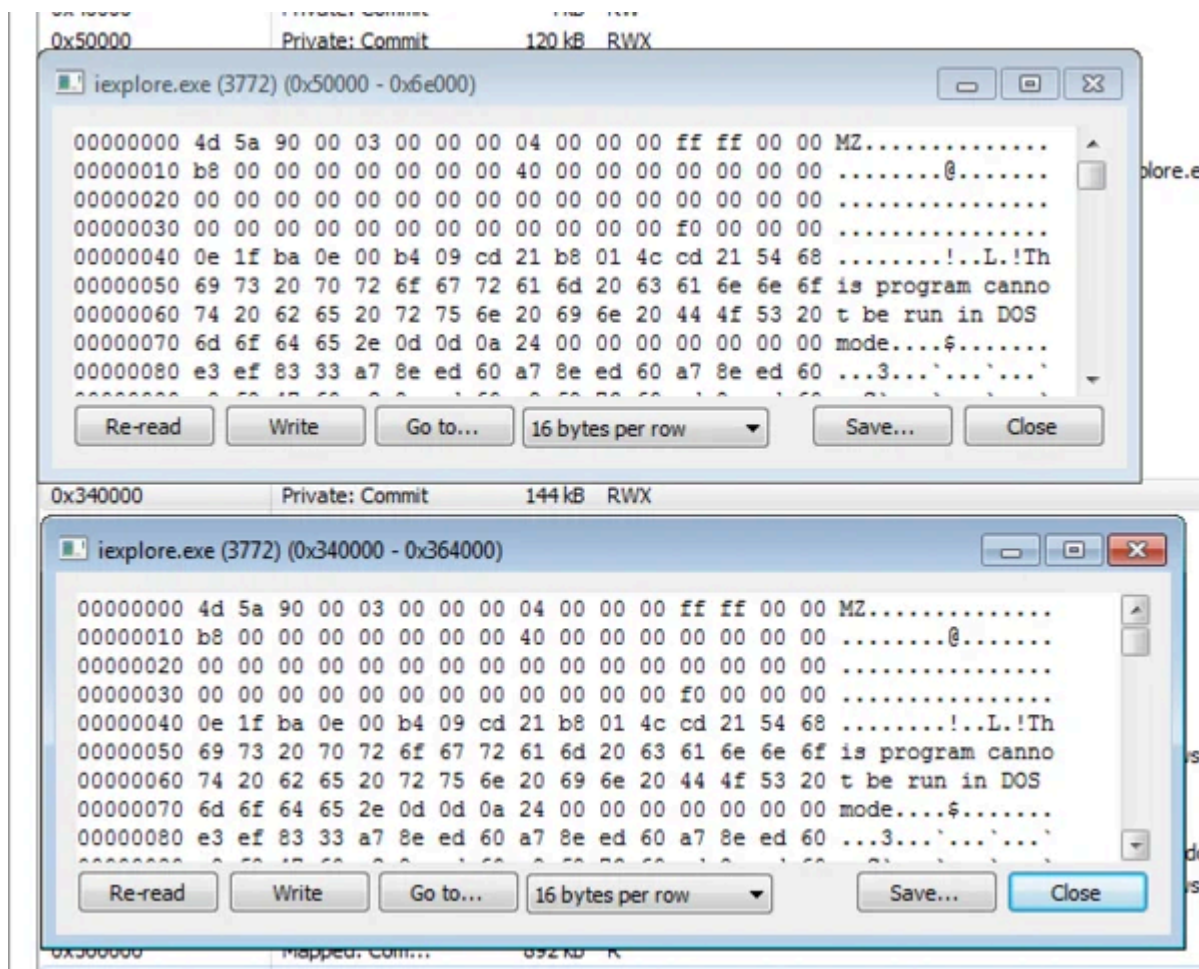 0x50000 Private: Commit 120 kB RWX
iexplore.exe (3772) (0x50000 - 0x6e000)
00000000 4d 5a 90 00 03 00 00 00 04 00 00 00 ff ff 00 00 MZ..............
00000010 b8 00 00 00 00 00 00 00 40 00 00 00 00 00 00 00 ........@.......
00000020 00 00 00 00 00 00 00 00 00 00 00 00 00 00 00 00 ................
00000030 00 00 00 00 00 00 00 00 00 00 00 00 f0 00 00 00 ................
00000040 0e 1f ba 0e 00 b4 09 cd 21 b8 01 4c cd 21 54 68 ........!..L.!Th
00000050 69 73 20 70 72 6f 67 72 61 6d 20 63 61 6e 6e 6f is program canno
00000060 74 20 62 65 20 72 75 6e 20 69 6e 20 44 4f 53 20 t be run in DOS
00000070 6d 6f 64 65 2e 0d 0d 0a 24 00 00 00 00 00 00 00 mode....$.......
00000080 e3 ef 83 33 a7 8e ed 60 a7 8e ed 60 a7 8e ed 60 ...3...`...`...`
Re-read Write Go to... 16 bytes per row Save... Close
0x340000 Private: Commit 144 kB RWX
iexplore.exe (3772) (0x340000 - 0x364000)
00000000 4d 5a 90 00 03 00 00 00 04 00 00 00 ff ff 00 00 MZ..............
00000010 b8 00 00 00 00 00 00 00 40 00 00 00 00 00 00 00 ........@.......
00000020 00 00 00 00 00 00 00 00 00 00 00 00 00 00 00 00 ................
00000030 00 00 00 00 00 00 00 00 00 00 00 00 f0 00 00 00 ................
00000040 0e 1f ba 0e 00 b4 09 cd 21 b8 01 4c cd 21 54 68 ........!..L.!Th
00000050 69 73 20 70 72 6f 67 72 61 6d 20 63 61 6e 6e 6f is program canno
00000060 74 20 62 65 20 72 75 6e 20 69 6e 20 44 4f 53 20 t be run in DOS
00000070 6d 6f 64 65 2e 0d 0d 0a 24 00 00 00 00 00 00 00 mode....$.......
00000080 e3 ef 83 33 a7 8e ed 60 a7 8e ed 60 a7 8e ed 60 ...3...`...`...`
Re-read Write Go to... 16 bytes per row Save... Close